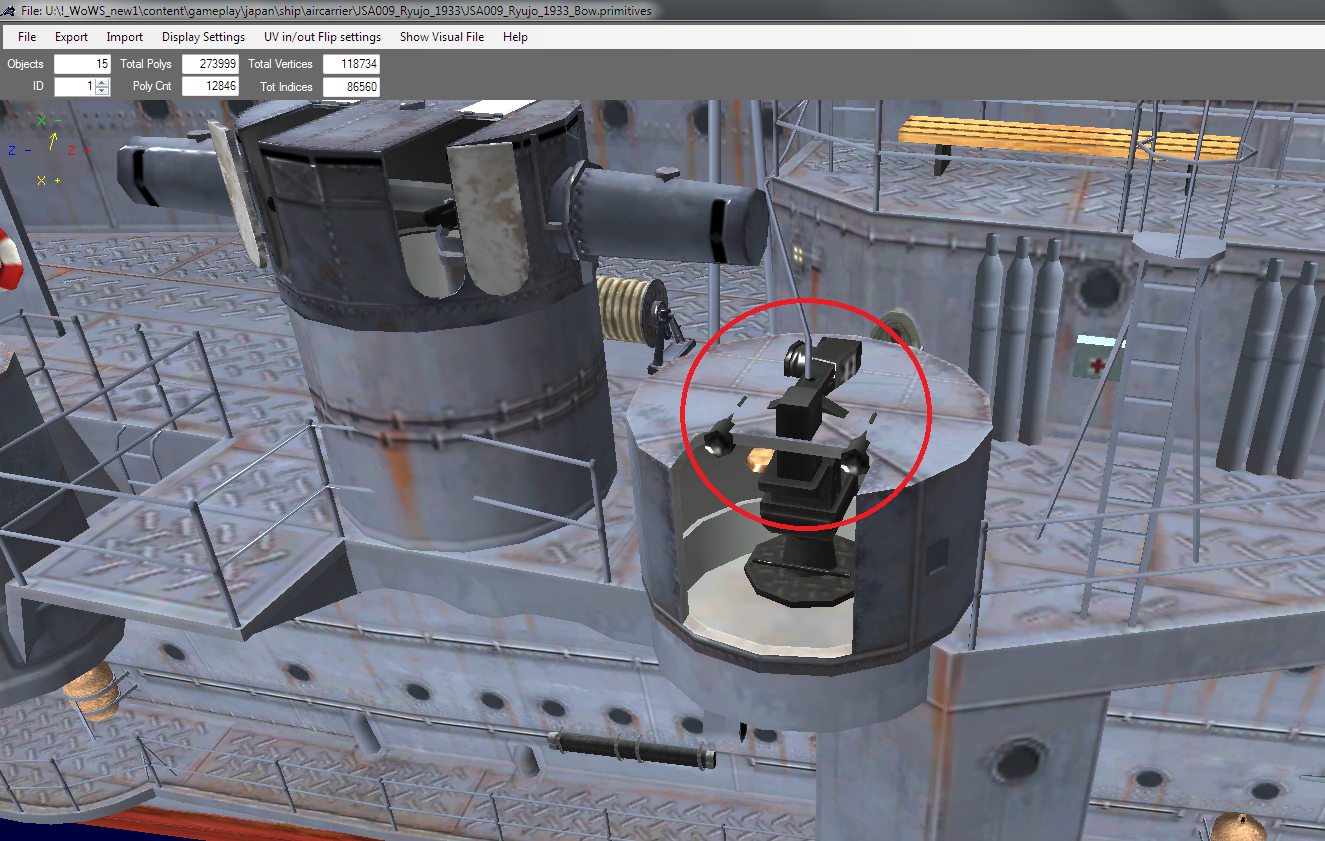 File: U:\!_WoWS_new1\content\gameplay\japan\ship\aircarrier\JSA009_Ryujo_1933\JSA009_Ryujo_1933_Bow.primitives
File Export Import Display Settings UV in/out Flip settings Show Visual File Help
Objects 15 Total Polys 273999 Total Vertices 118734
ID 1 Poly Cnt 12846 Tot Indices 86560
X -
Z - Z -
X +